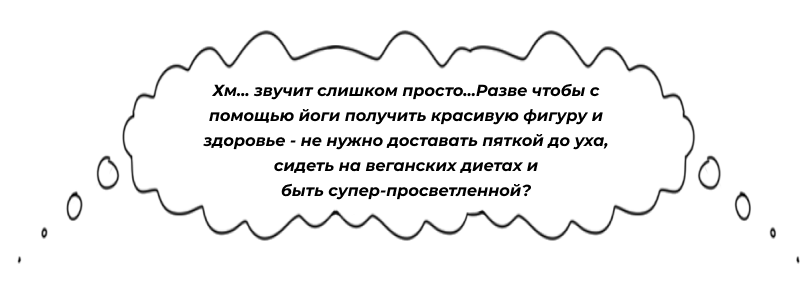 Хм... звучит слишком просто...Разве чтобы с
помощью йоги получить красивую фигуру и
здоровье - не нужно доставать пяткой до уха,
сидеть на веганских диетах и
быть супер-просветленной?